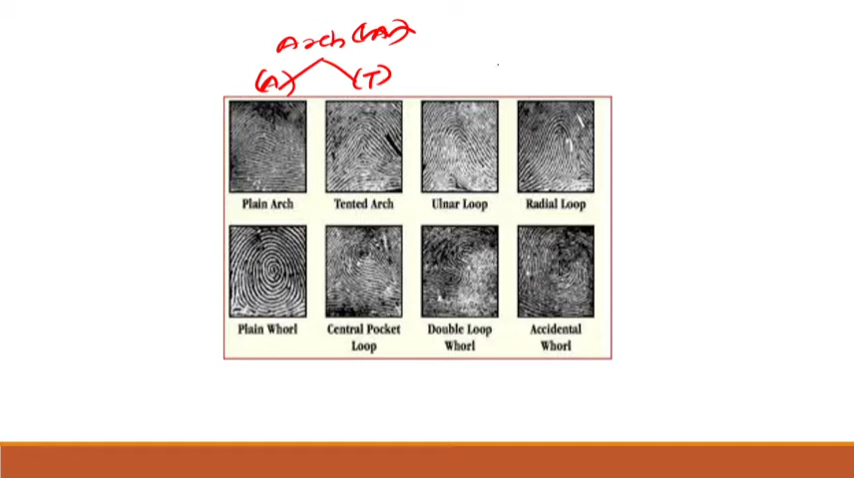 Arch
(A) (T)
Plain Arch Tented Arch Ulnar Loop Radial Loop
Plain Whorl Central Pocket Double Loop Accidental
Loop Whorl Whorl